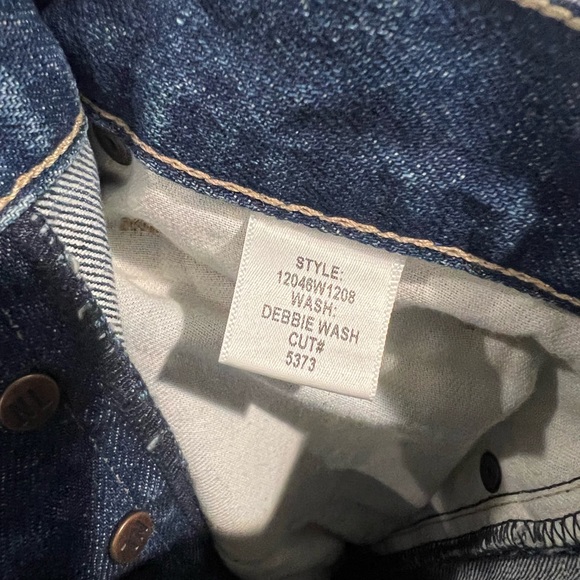 STYLE:
12046W1208
WASH:
DEBBIE WASH
CUT#
5373